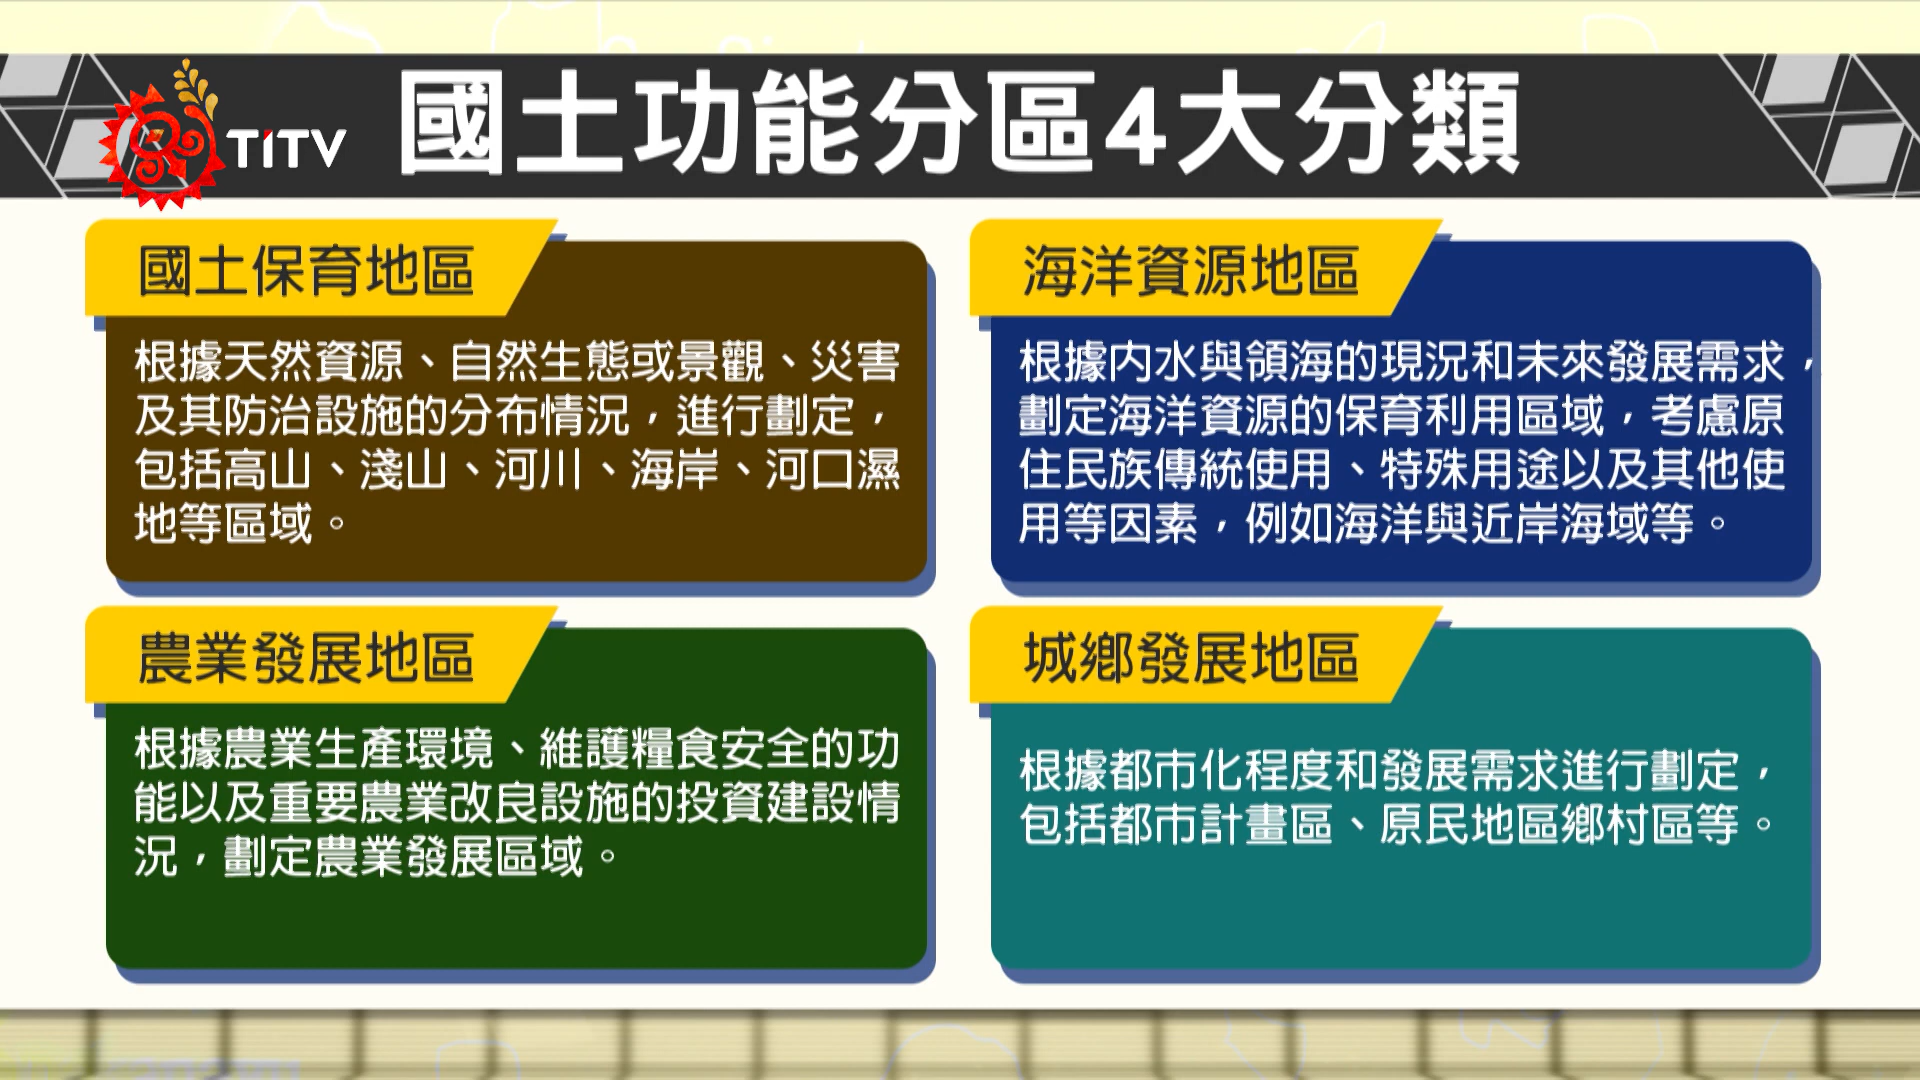 TiTV
國土功能分區4大分類
國土保育地區
根據天然資源、自然生態或景觀、災害
及其防治設施的分布情況，進行劃定，
包括高山、淺山、河川、海岸、河口濕
地等區域。
海洋資源地區
根據內水與領海的現況和未來發展需求，
劃定海洋資源的保育利用區域，考慮原
住民族傳統使用、特殊用途以及其他使
用等因素，例如海洋與近岸海域等。
農業發展地區
根據農業生產環境、維護糧食安全的功
能以及重要農業改良設施的投資建設情
況，劃定農業發展區域。
城鄉發展地區
根據都市化程度和發展需求進行劃定，
包括都市計畫區、原民地區鄉村區等。